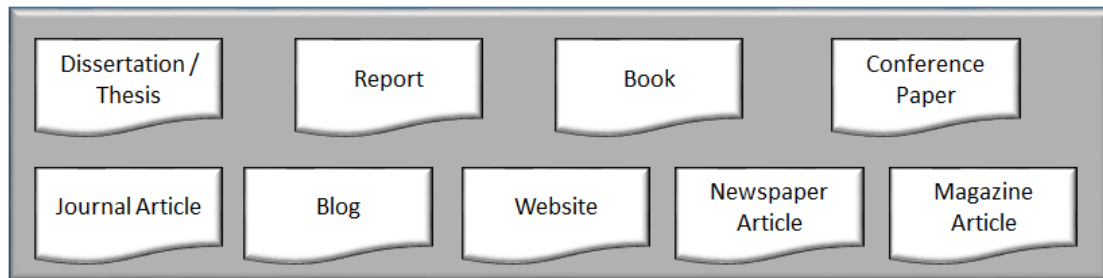 Dissertation /
Thesis
Report
Book
Conference
Paper
Journal Article
Blog
Website
Newspaper
Article
Magazine
Article